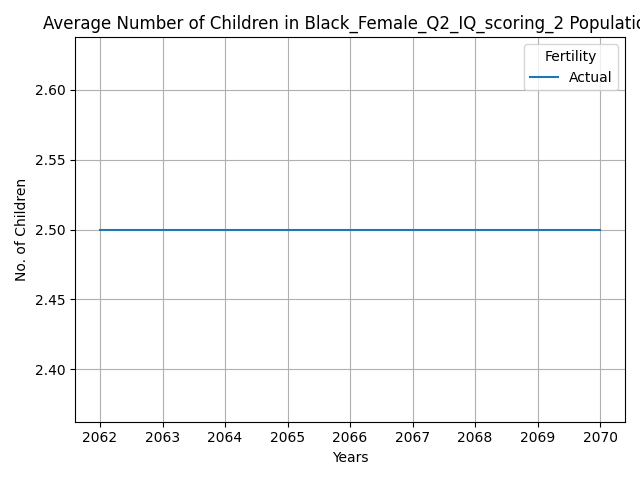 Average Number of Children in Black_Female_Q2_IQ_scoring_2 Populatio
Fertility
Actual
2.60
2.55
2.50
2.45
2.40
No. of Children
2062 2063 2064 2065 2066 2067 2068 2069 2070
Years